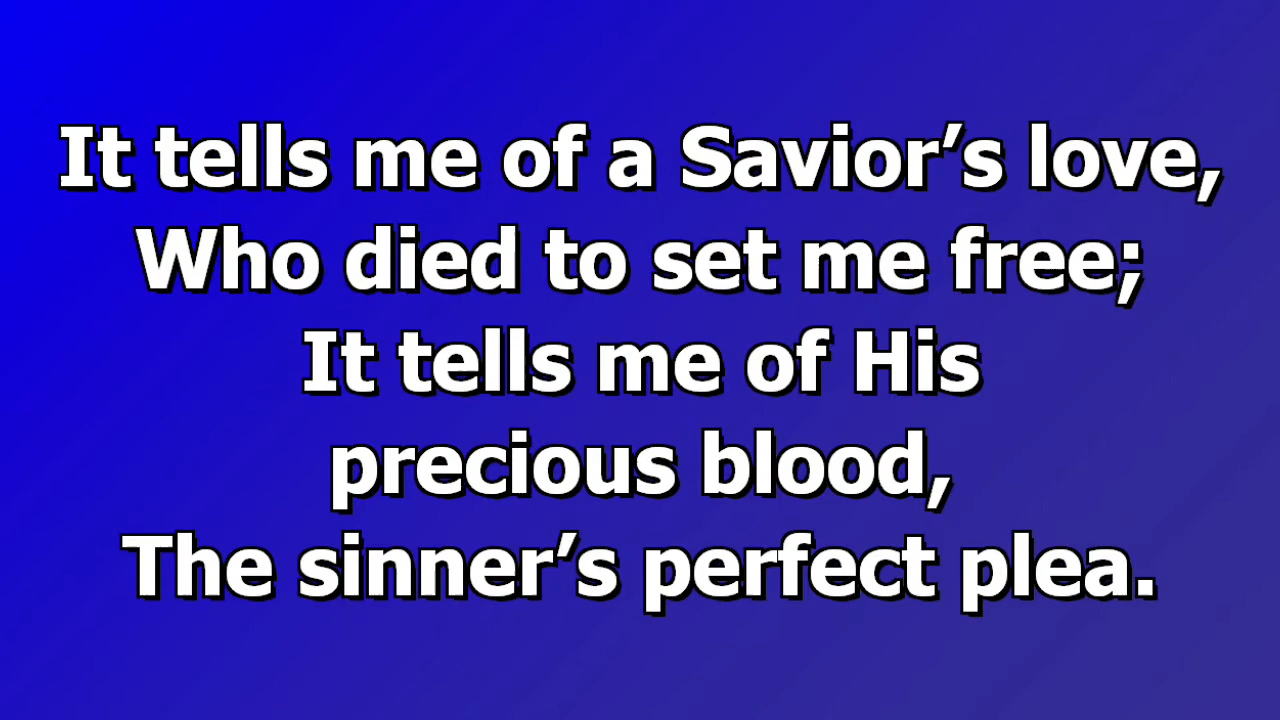 It tells me of a Savior’s love,
Who died to set me free;
It tells me of His
precious blood,
The sinner’s perfect plea.